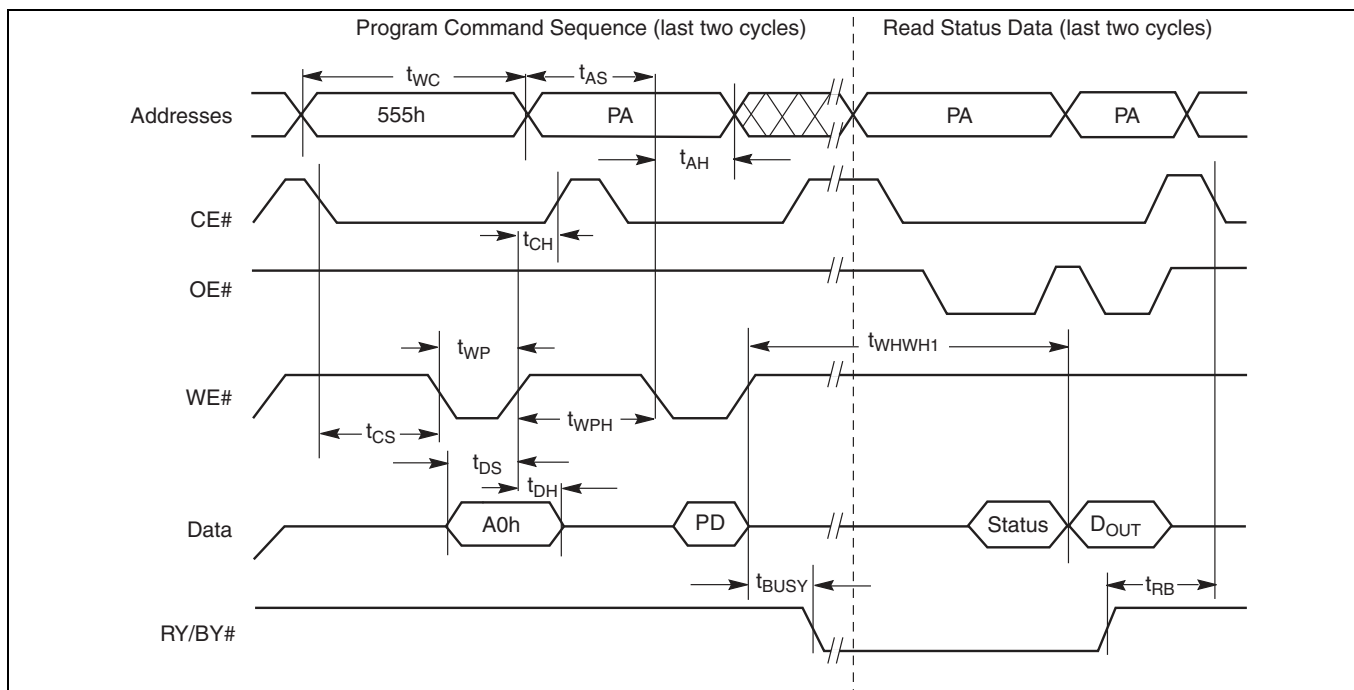 Program Command Sequence (last two cycles) Read Status Data (last two cycles)
tWC tAS
Addresses 555h PA PA PA
tAH
CE#
tCH
OE#
tWP tWHWH1
WE#
tCS tWPH
tDS
tDH
Data A0h PD Status DOUT
tBUSY tRB
RY/BY#